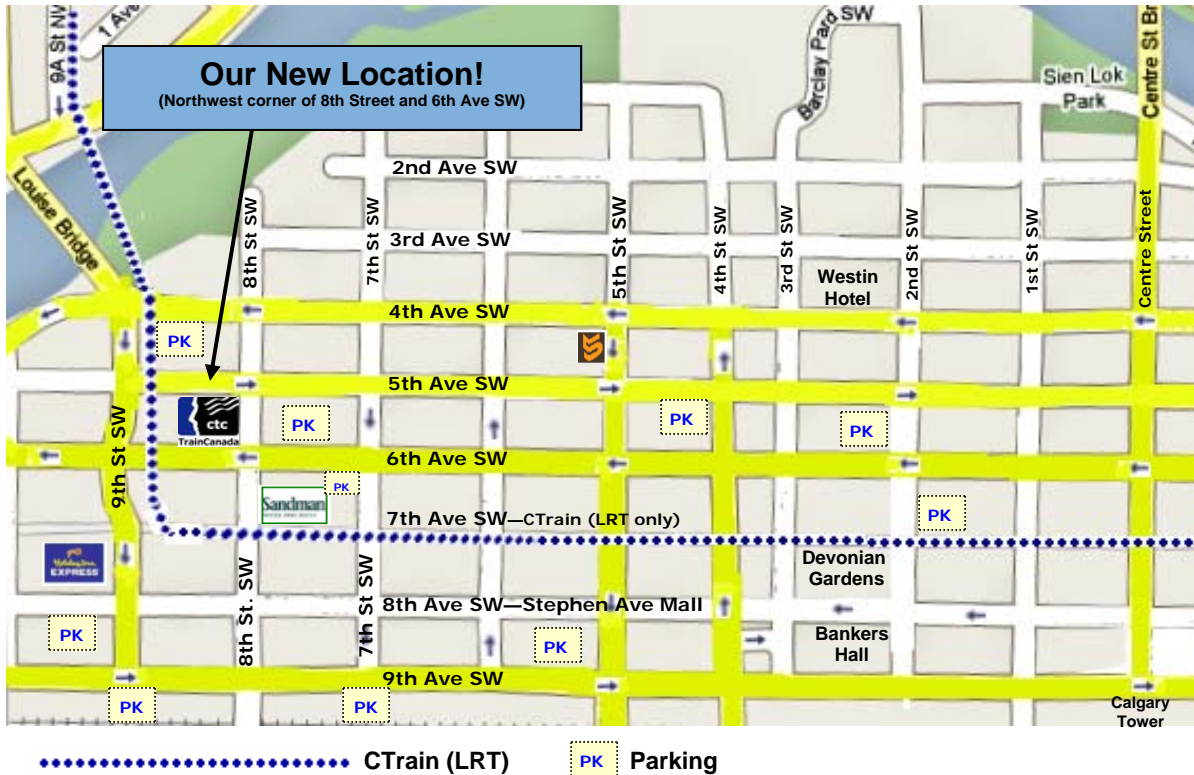 9A St NW
1 Ave
Our New Location!
(Northwest corner of 8th Street and 6th Ave SW)
Barclay Pard SW
Sien Lok
Park
Centre St Br
Louise Bridge
2nd Ave SW
8th St SW
7th St SW
3rd Ave SW
5th St SW
4th St SW
3rd St SW
Westin
Hotel
2nd St SW
1st St SW
Centre Street
4th Ave SW
PK
5th Ave SW
ctc
TrainCanada
PK
PK
PK
9th St SW
6th Ave SW
Sandman
PK
7th Ave SW—CTrain (LRT only)
PK
Holiday Inn
EXPRESS
Devonian
Gardens
8th St. SW
7th St SW
8th Ave SW—Stephen Ave Mall
PK
PK
Bankers
Hall
9th Ave SW
PK
PK
Calgary
Tower
CTrain (LRT)
PK
Parking